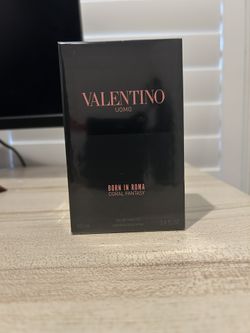 VALENTINO
UOMO
BORN IN ROMA
CORAL FANTASY